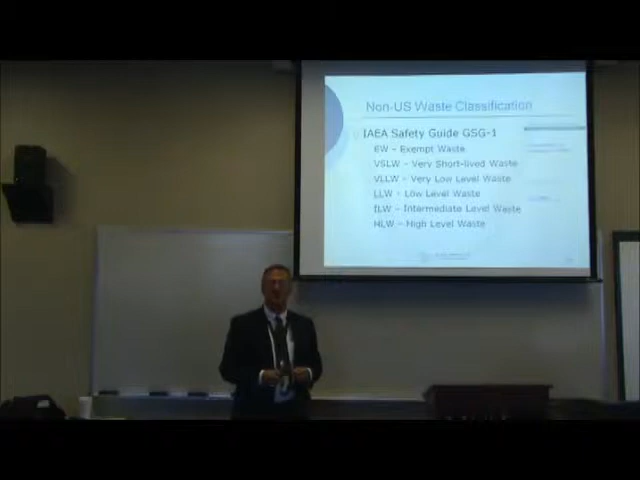 Non-US Waste Classification
IAEA Safety Guide GSG-1
EW – Exempt Waste
VSLW – Very Short-lived Waste
VLLW – Very Low Level Waste
LLW – Low Level Waste
ILW – Intermediate Level Waste
HLW – High Level Waste